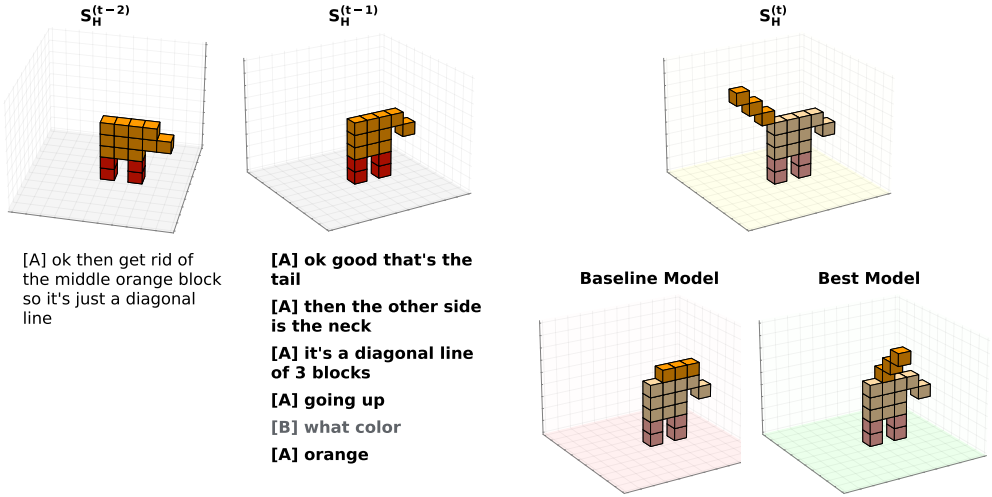 S_H^(t−2)
S_H^(t−1)
S_H^(t)
[A] ok then get rid of
the middle orange block
so it's just a diagonal
line
[A] ok good that's the
tail
[A] then the other side
is the neck
[A] it's a diagonal line
of 3 blocks
[A] going up
[B] what color
[A] orange
Baseline Model
Best Model